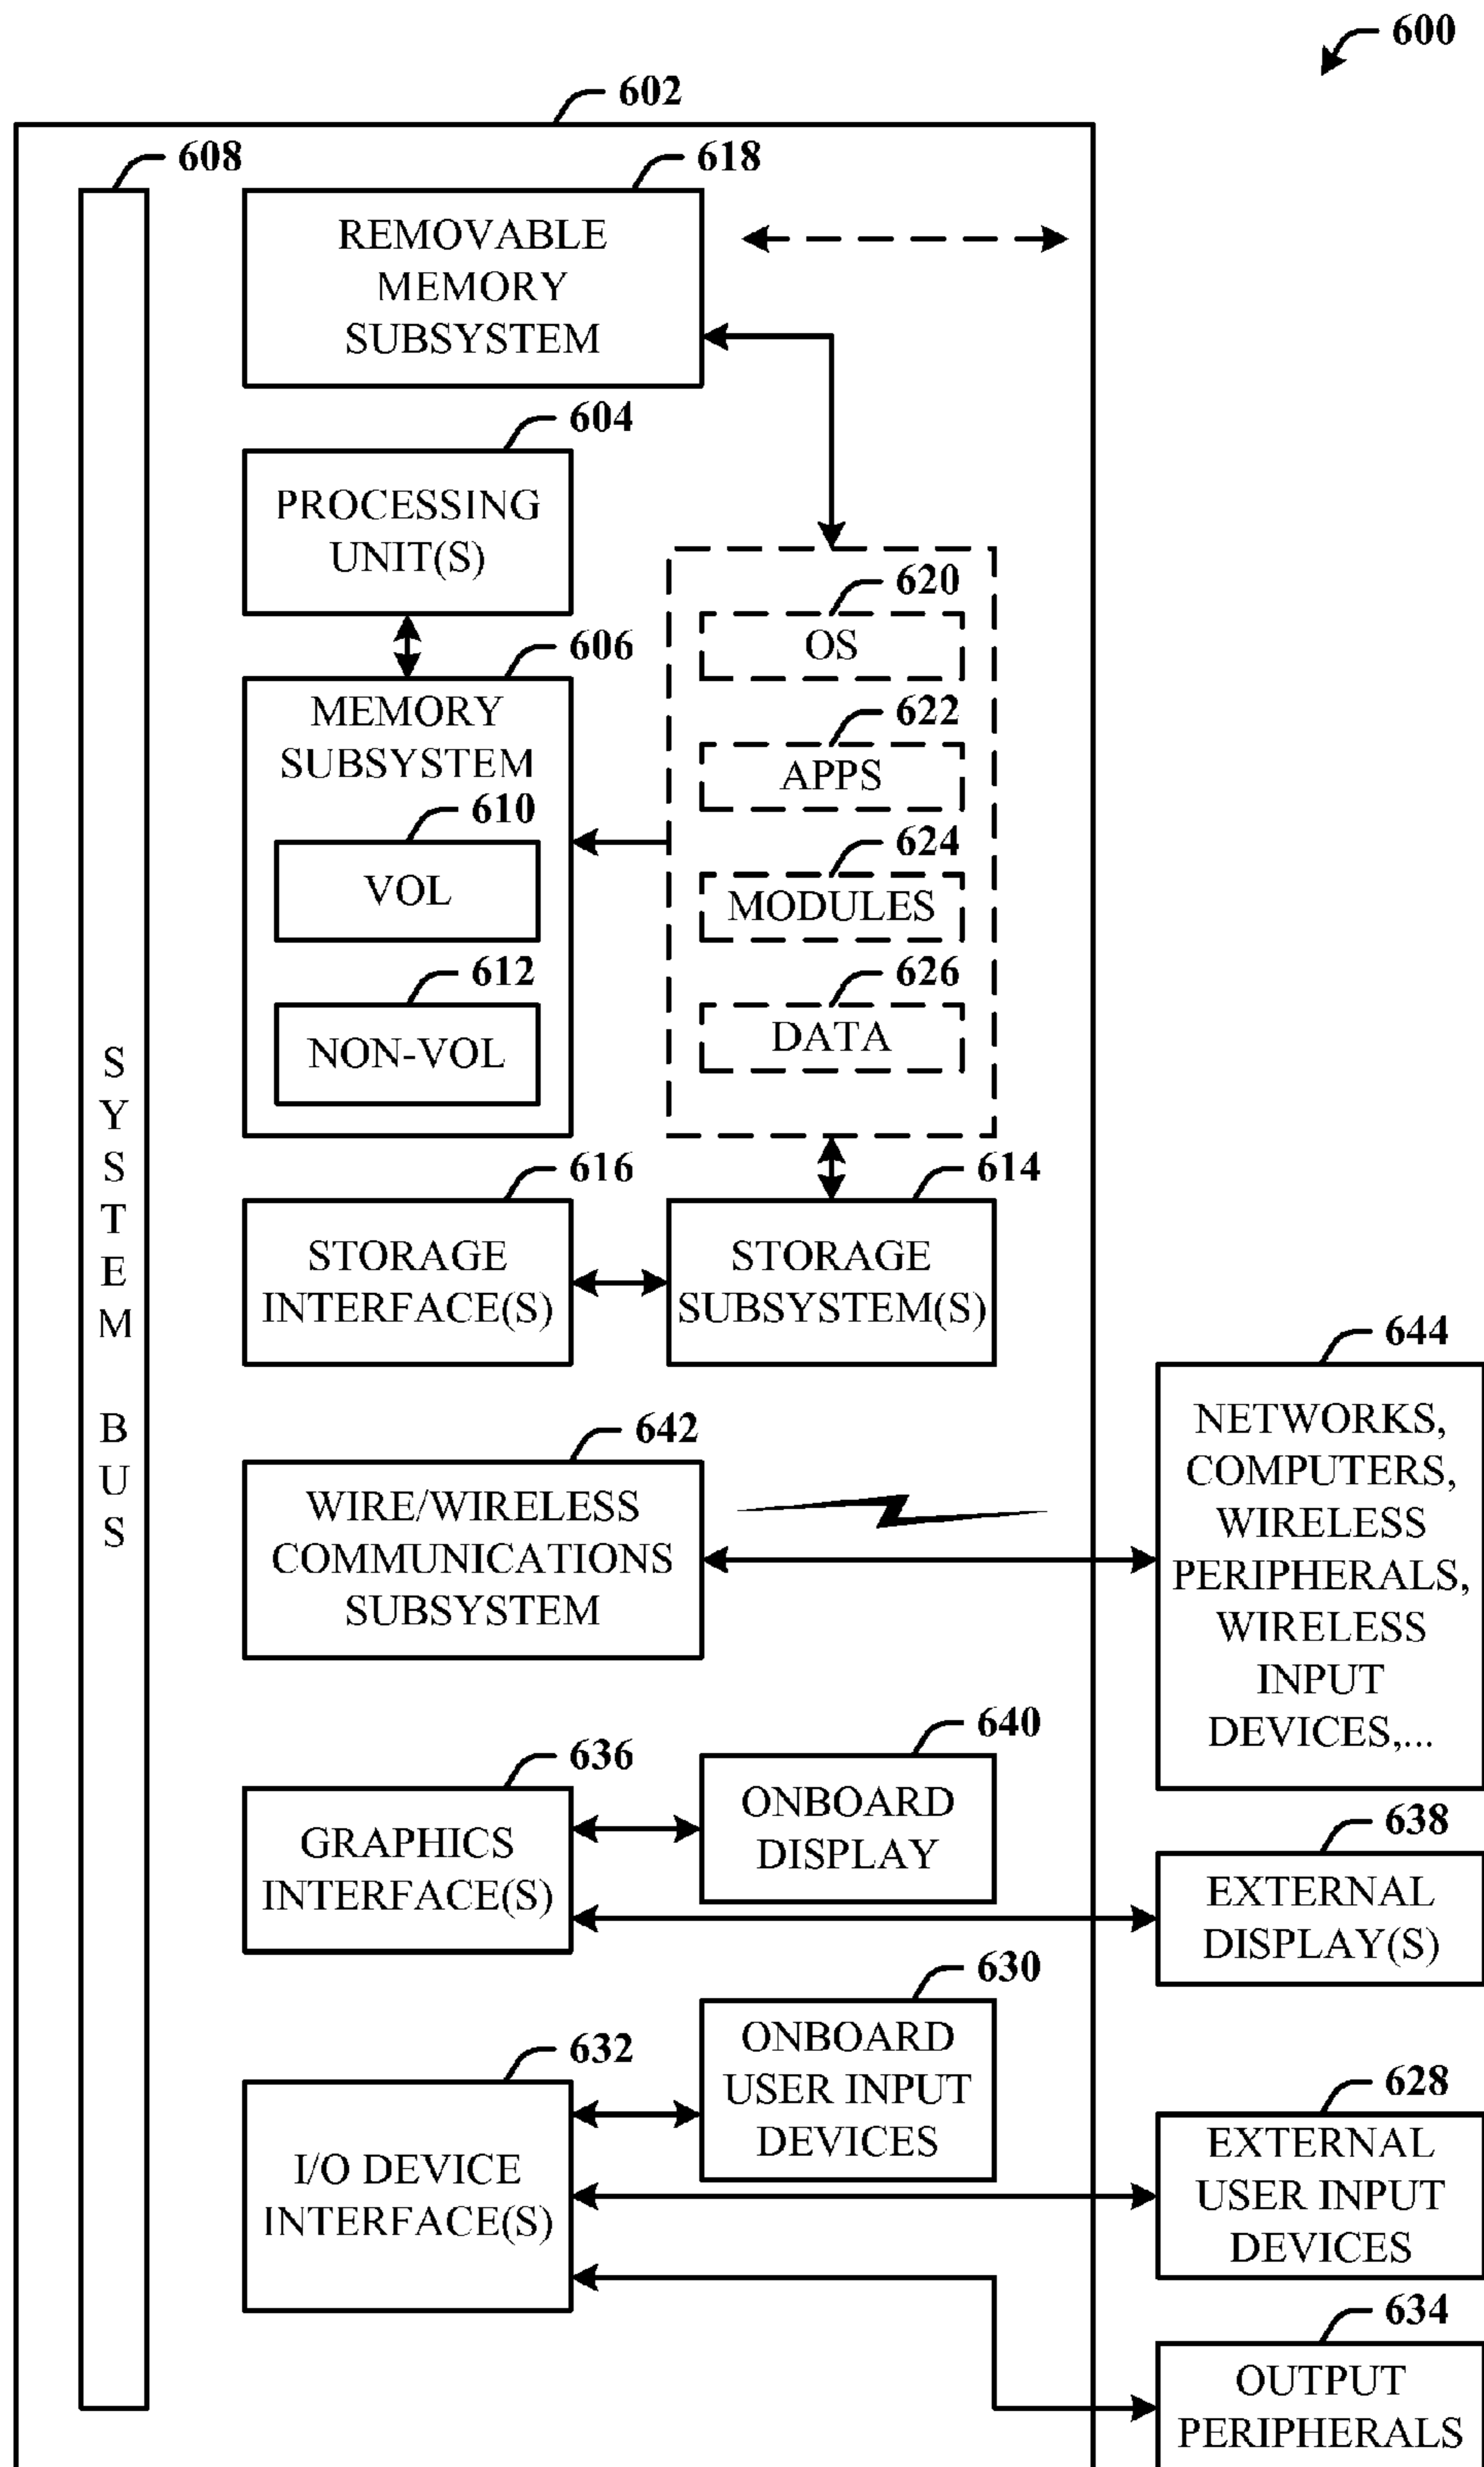 600
602
608
618
REMOVABLE
MEMORY
SUBSYSTEM
604
PROCESSING
UNIT(S)
620
OS
606
MEMORY
SUBSYSTEM
622
APPS
610
VOL
624
MODULES
612
NON-VOL
626
DATA
SYSTEM BUS
616
STORAGE
INTERFACE(S)
614
STORAGE
SUBSYSTEM(S)
644
NETWORKS,
COMPUTERS,
WIRELESS
PERIPHERALS,
WIRELESS
INPUT
DEVICES,...
642
WIRE/WIRELESS
COMMUNICATIONS
SUBSYSTEM
640
ONBOARD
DISPLAY
636
GRAPHICS
INTERFACE(S)
638
EXTERNAL
DISPLAY(S)
630
ONBOARD
USER INPUT
DEVICES
632
I/O DEVICE
INTERFACE(S)
628
EXTERNAL
USER INPUT
DEVICES
634
OUTPUT
PERIPHERALS